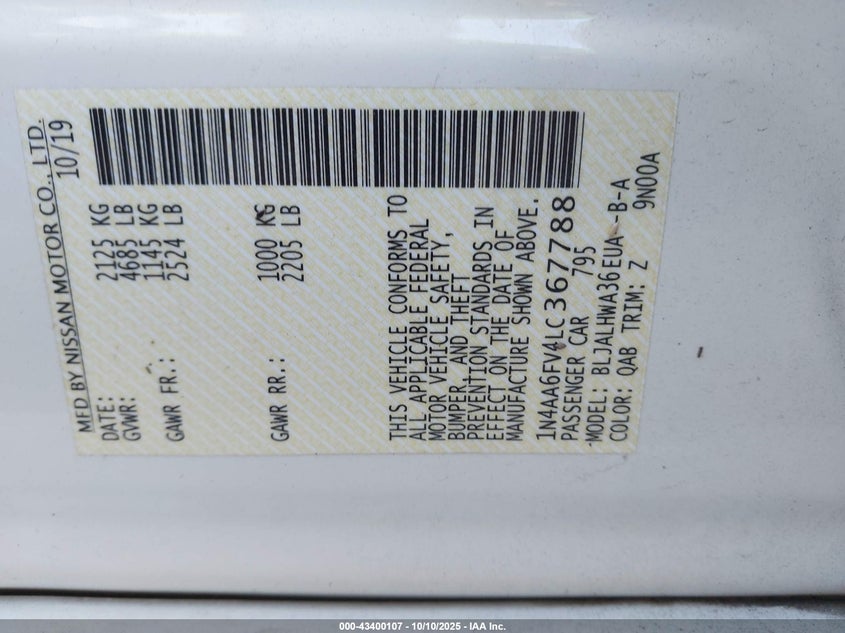 MFD BY NISSAN MOTOR CO., LTD.
DATE: 10/19
GVWR: 2125 KG
4685 LB
GAWR FR.: 1145 KG
2524 LB
GAWR RR.: 1000 KG
2205 LB
THIS VEHICLE CONFORMS TO
ALL APPLICABLE FEDERAL
MOTOR VEHICLE SAFETY,
BUMPER, AND THEFT
PREVENTION STANDARDS IN
EFFECT ON THE DATE OF
MANUFACTURE SHOWN ABOVE.
1N4AA6FV4LC367788
PASSENGER CAR 795
MODEL: BLJALHWA36EUA--B-A
COLOR: QAB TRIM: Z 9N00A
000-43400107 - 10/10/2025 - IAA Inc.